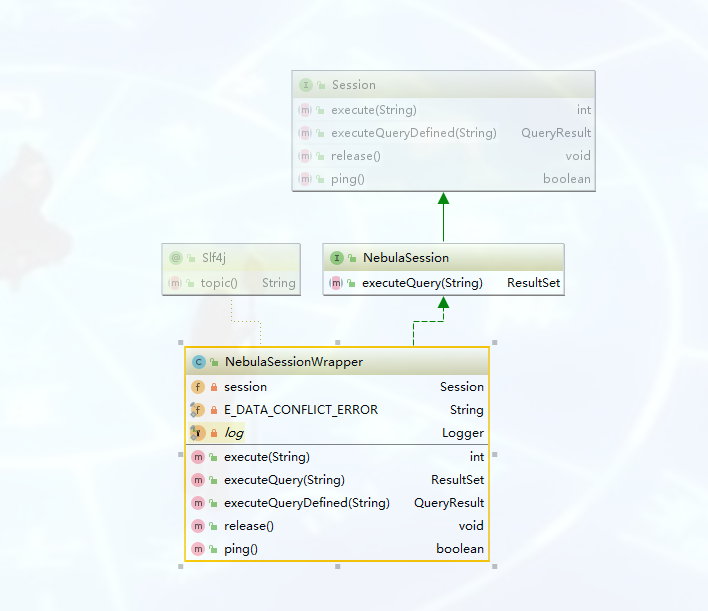 Session
execute(String) int
executeQueryDefined(String) QueryResult
release() void
ping() boolean
Slf4j
topic() String
NebulaSession
executeQuery(String) ResultSet
NebulaSessionWrapper
session Session
E_DATA_CONFLICT_ERROR String
log Logger
execute(String) int
executeQuery(String) ResultSet
executeQueryDefined(String) QueryResult
release() void
ping() boolean